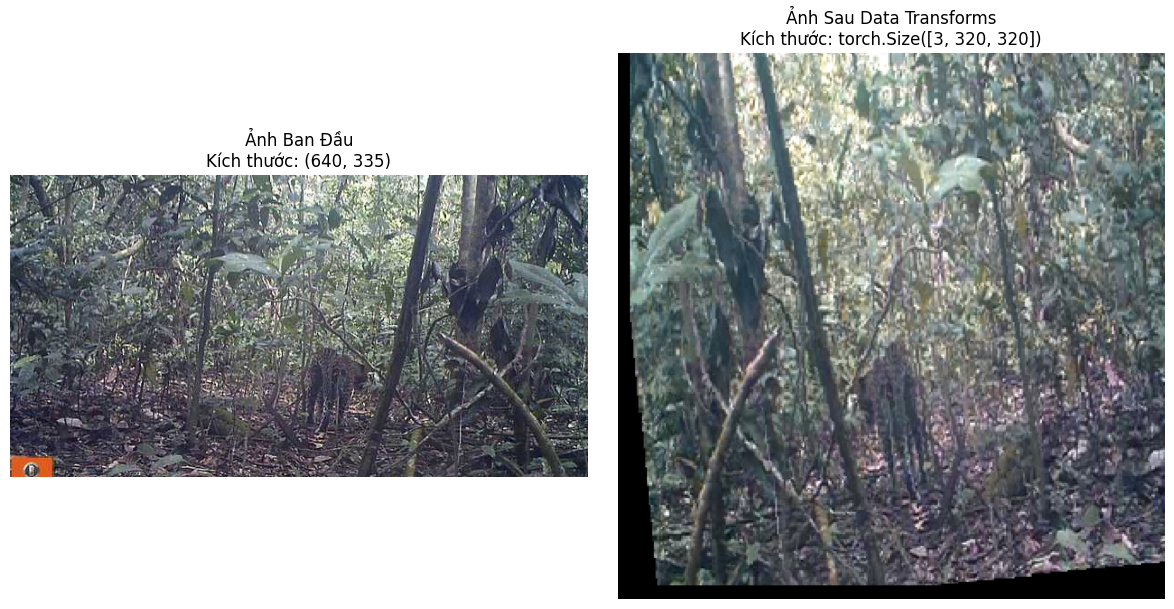 Ảnh Ban Đầu
Kích thước: (640, 335)
Ảnh Sau Data Transforms
Kích thước: torch.Size([3, 320, 320])